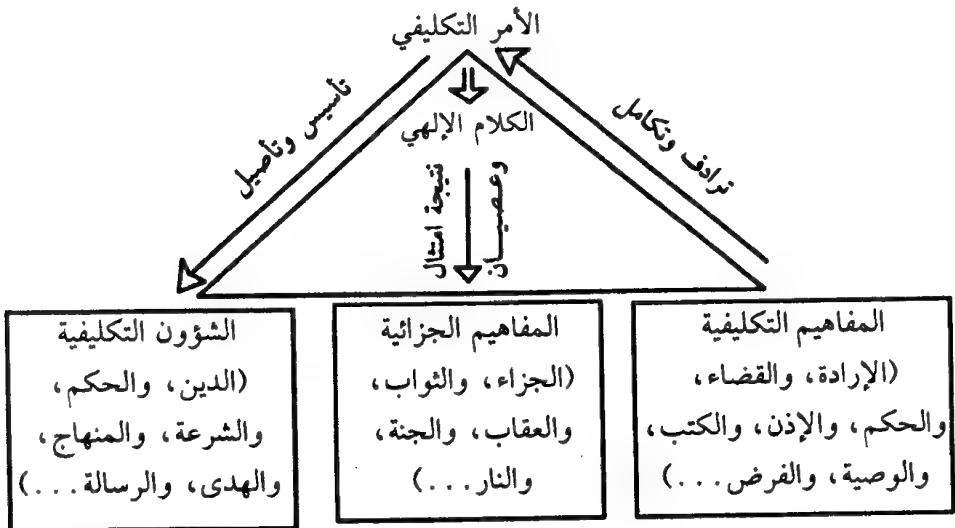 الأمر التكليفي
الكلام الإلهي
ترادف وتكامل
تأسيس وتأصيل
نتيجة امتثال
وعصيــان
المفاهيم التكليفية
(الإرادة، والقضاء،
والحكم، والإذن، والكتب،
والوصية، والفرض...)
المفاهيم الجزائية
(الجزاء، والثواب،
والعقاب، والجنة،
والنار...)
الشؤون التكليفية
(الدين، والحكم،
والشرعة، والمنهاج،
والهدى، والرسالة...)